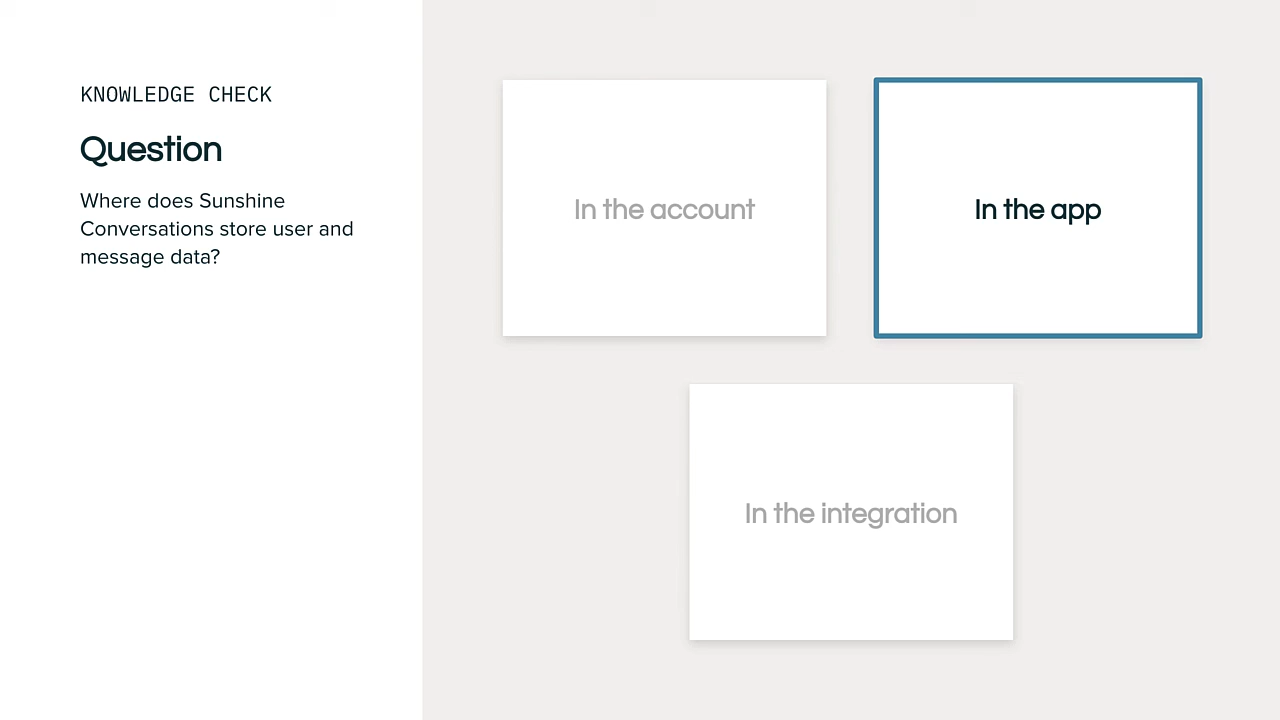 KNOWLEDGE CHECK
Question
Where does Sunshine
Conversations store user and
message data?
In the account
In the app
In the integration